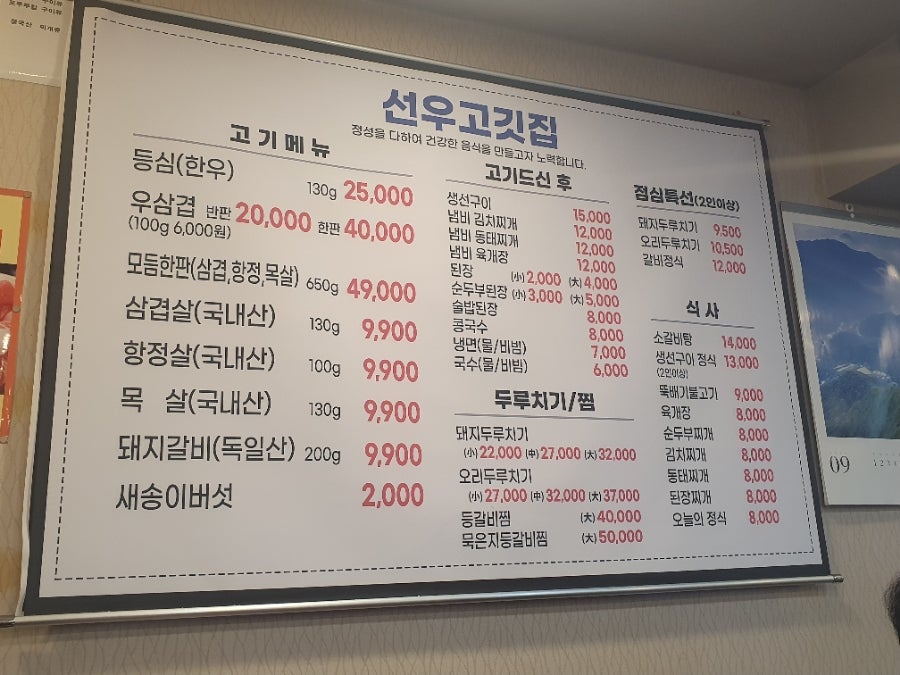 모두부찜 구이류
선우고깃집
정성을 다하여 건강한 음식을 만들고자 노력합니다.
고기메뉴
등심(한우) 130g 25,000
우삼겹 반판 20,000 한판 40,000
(100g 6,000원)
모듬한판(삼겹,항정,목살) 650g 49,000
삼겹살(국내산) 130g 9,900
항정살(국내산) 100g 9,900
목 살(국내산) 130g 9,900
돼지갈비(독일산) 200g 9,900
새송이버섯 2,000
고기드신 후
생선구이 15,000
냄비 김치찌개 12,000
냄비 동태찌개 12,000
냄비 육개장 12,000
된장 (小) 2,000 (大) 4,000
순두부된장 (小) 3,000 (大) 5,000
술밥된장 8,000
콩국수 8,000
냉면(물/비빔) 7,000
국수(물/비빔) 6,000
두루치기/찜
돼지두루치기
(小) 22,000 (中) 27,000 (大) 32,000
오리두루치기
(小) 27,000 (中) 32,000 (大) 37,000
등갈비찜 (大) 40,000
묵은지등갈비찜 (大) 50,000
점심특선(2인이상)
돼지두루치기 9,500
오리두루치기 10,500
갈비정식 12,000
식사
소갈비탕 14,000
생선구이 정식 13,000
(2인이상)
뚝배기불고기 9,000
육개장 8,000
순두부찌개 8,000
김치찌개 8,000
동태찌개 8,000
된장찌개 8,000
오늘의 정식 8,000
09